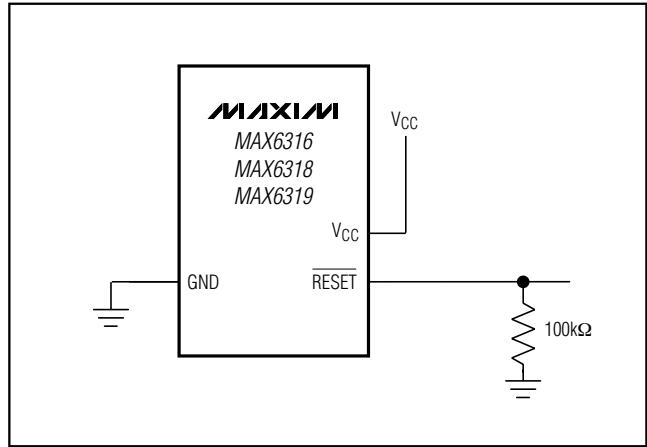 MAXIM
MAX6316
MAX6318
MAX6319
VCC
VCC
GND
RESET
100kΩ